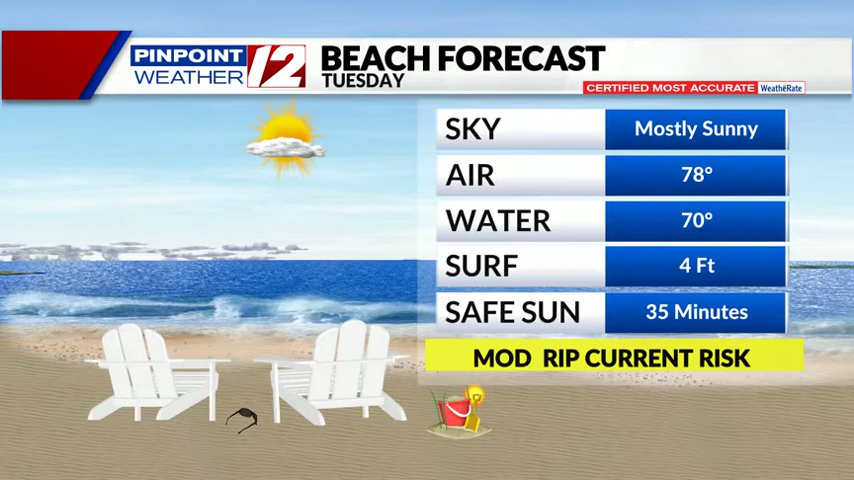 PINPOINT
WEATHER 12
BEACH FORECAST
TUESDAY
CERTIFIED MOST ACCURATE WeatheRate
SKY Mostly Sunny
AIR 78°
WATER 70°
SURF 4 Ft
SAFE SUN 35 Minutes
MOD RIP CURRENT RISK